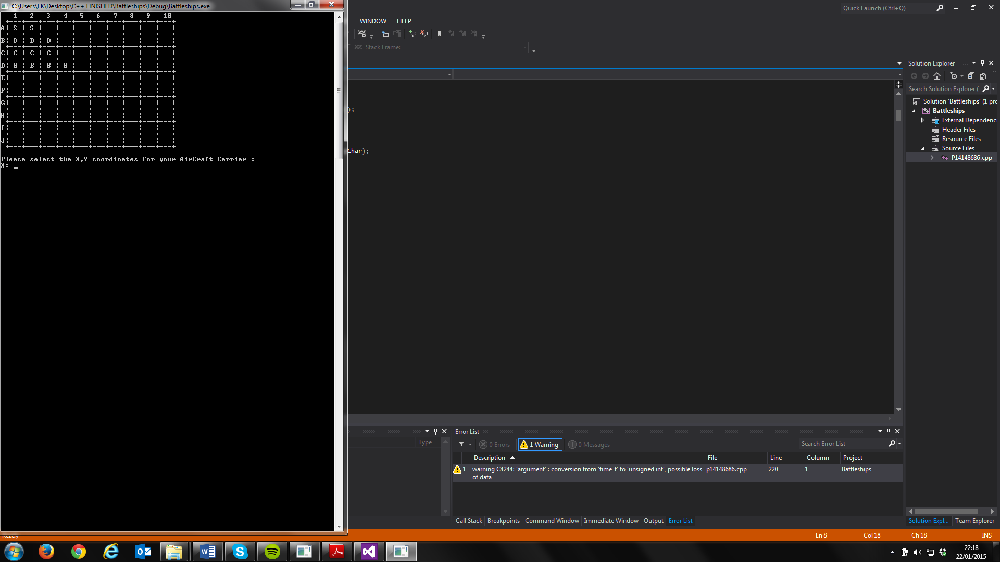 C:\Users\EK\Desktop\C++ FINISHED\Battleships\Debug\Battleships.exe
1 2 3 4 5 6 7 8 9 10
A S S
B D D D
C C C C
D B B B B
E
F
G
H
I
J
Please select the X,Y coordinates for your AirCraft Carrier :
X: _
Quick Launch (Ctrl+Q)
WINDOW HELP
Stack Frame:
);
Char);
Solution Explorer
Search Solution Explorer (
Solution 'Battleships' (1 pro
Battleships
External Dependenc
Header Files
Resource Files
Source Files
P14148686.cpp
Type
Error List
0 Errors 1 Warning 0 Messages
Search Error List
Description File Line Column Project
1 warning C4244: 'argument' : conversion from 'time_t' to 'unsigned int', possible loss of data p14148686.cpp 220 1 Battleships
Call Stack Breakpoints Command Window Immediate Window Output Error List
Solution Expl... Team Explorer
Ready
Ln 8 Col 18 Ch 18 INS
22:18
22/01/2015